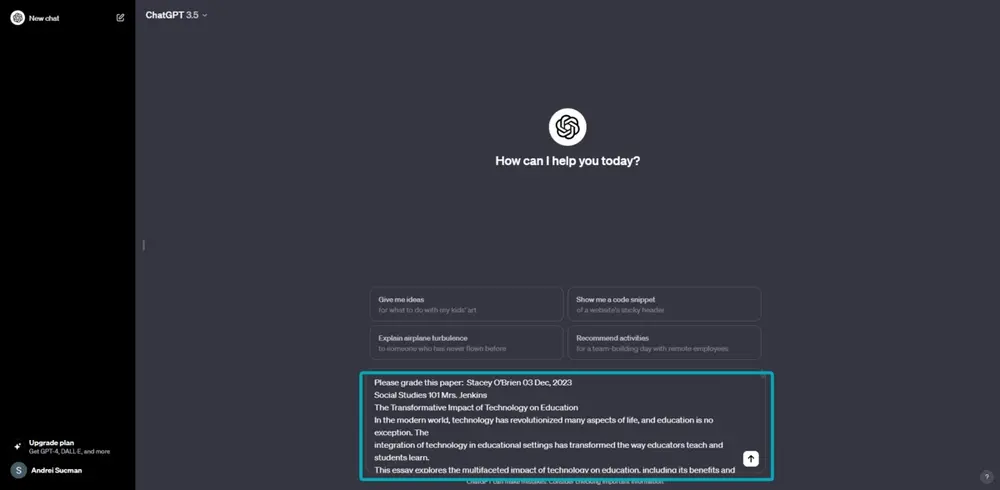 New chat
ChatGPT 3.5
How can I help you today?
Give me ideas
for what to do with my kids' art
Show me a code snippet
of a website's sticky header
Explain airplane turbulence
to someone who has never flown before
Recommend activities
for a team-building day with remote employees
Please grade this paper: Stacey O'Brien 03 Dec, 2023
Social Studies 101 Mrs. Jenkins
The Transformative Impact of Technology on Education
In the modern world, technology has revolutionized many aspects of life, and education is no
exception. The
integration of technology in educational settings has transformed the way educators teach and
students learn.
This essay explores the multifaceted impact of technology on education, including its benefits and
ChatGPT can make mistakes. Consider checking important information.
Upgrade plan
Get GPT-4, DALL·E, and more
S
Andrei Sucman
?